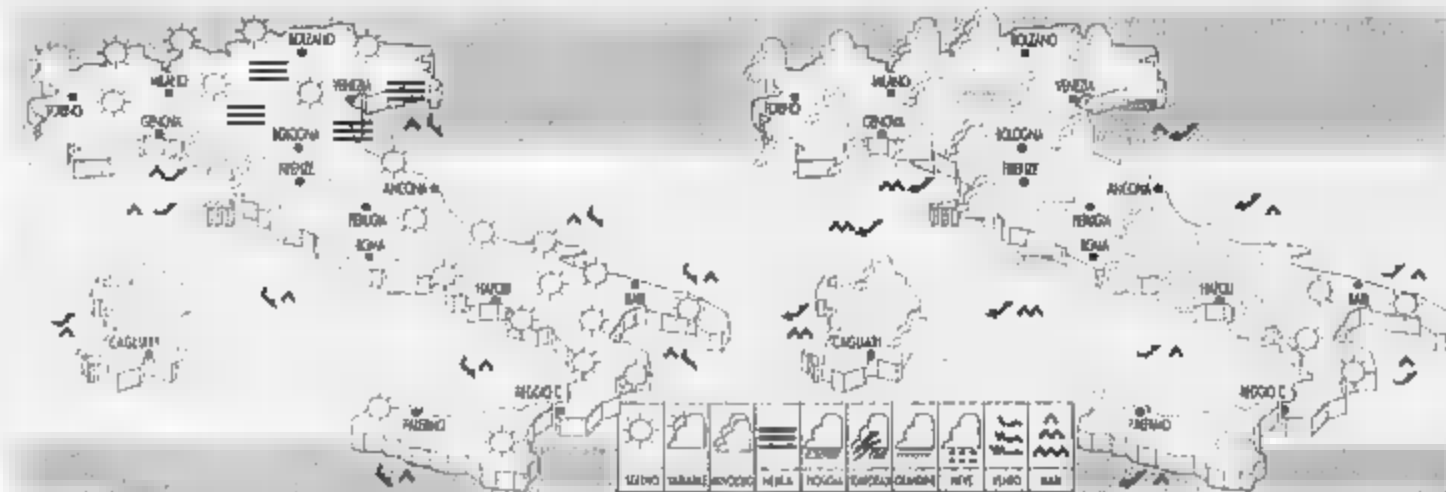 BOLZANO
MILANO
VENEZIA
TORINO
GENOVA
BOLOGNA
FIRENZE
ANCONA
PERUGIA
ROMA
NAPOLI
BARI
CAGLIARI
REGGIO C.
PALERMO
BOLZANO
MILANO
VENEZIA
TORINO
GENOVA
BOLOGNA
FIRENZE
ANCONA
PERUGIA
ROMA
NAPOLI
BARI
CAGLIARI
REGGIO C.
PALERMO
SERENO VARIABILE NUVOLOSO NEBBIA PIOGGIA TEMPORALE NEVE VENTO MARI